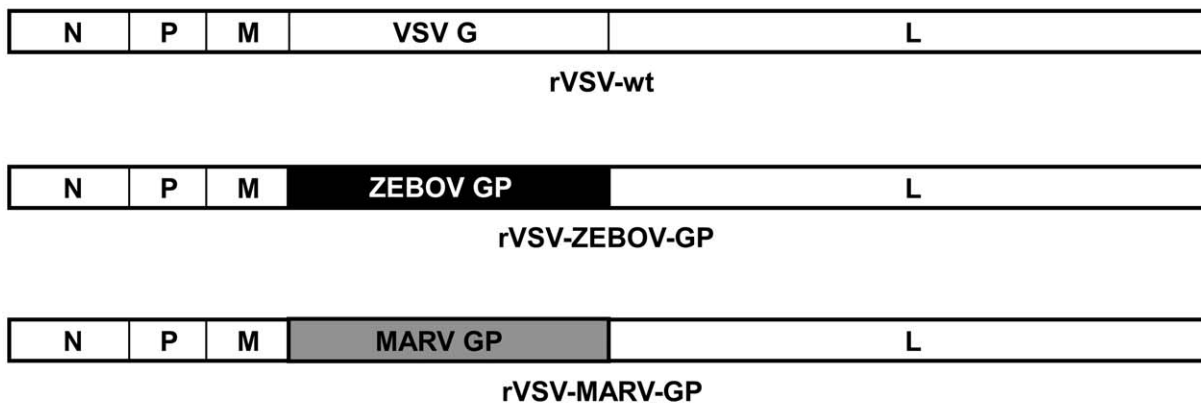 N P M VSV G L
rVSV-wt
N P M ZEBOV GP L
rVSV-ZEBOV-GP
N P M MARV GP L
rVSV-MARV-GP